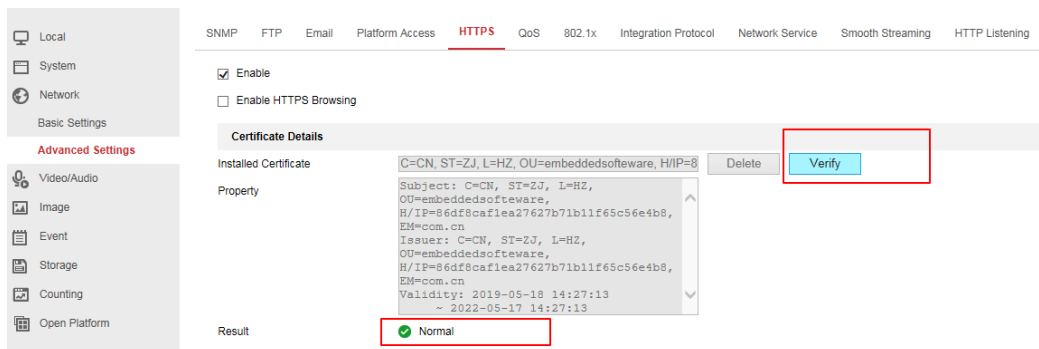 Local
System
Network
Basic Settings
Advanced Settings
Video/Audio
Image
Event
Storage
Counting
Open Platform
SNMP FTP Email Platform Access HTTPS QoS 802.1x Integration Protocol Network Service Smooth Streaming HTTP Listening
Enable
Enable HTTPS Browsing
Certificate Details
Installed Certificate C=CN, ST=ZJ, L=HZ, OU=embeddedsofteware, H/IP=8 Delete Verify
Property
Subject: C=CN, ST=ZJ, L=HZ,
OU=embeddedsofteware,
H/IP=86df8caf1ea27627b71b11f65c56e4b8,
EM=com.cn
Issuer: C=CN, ST=ZJ, L=HZ,
OU=embeddedsofteware,
H/IP=86df8caf1ea27627b71b11f65c56e4b8,
EM=com.cn
Validity: 2019-05-18 14:27:13
~ 2022-05-17 14:27:13
Result Normal